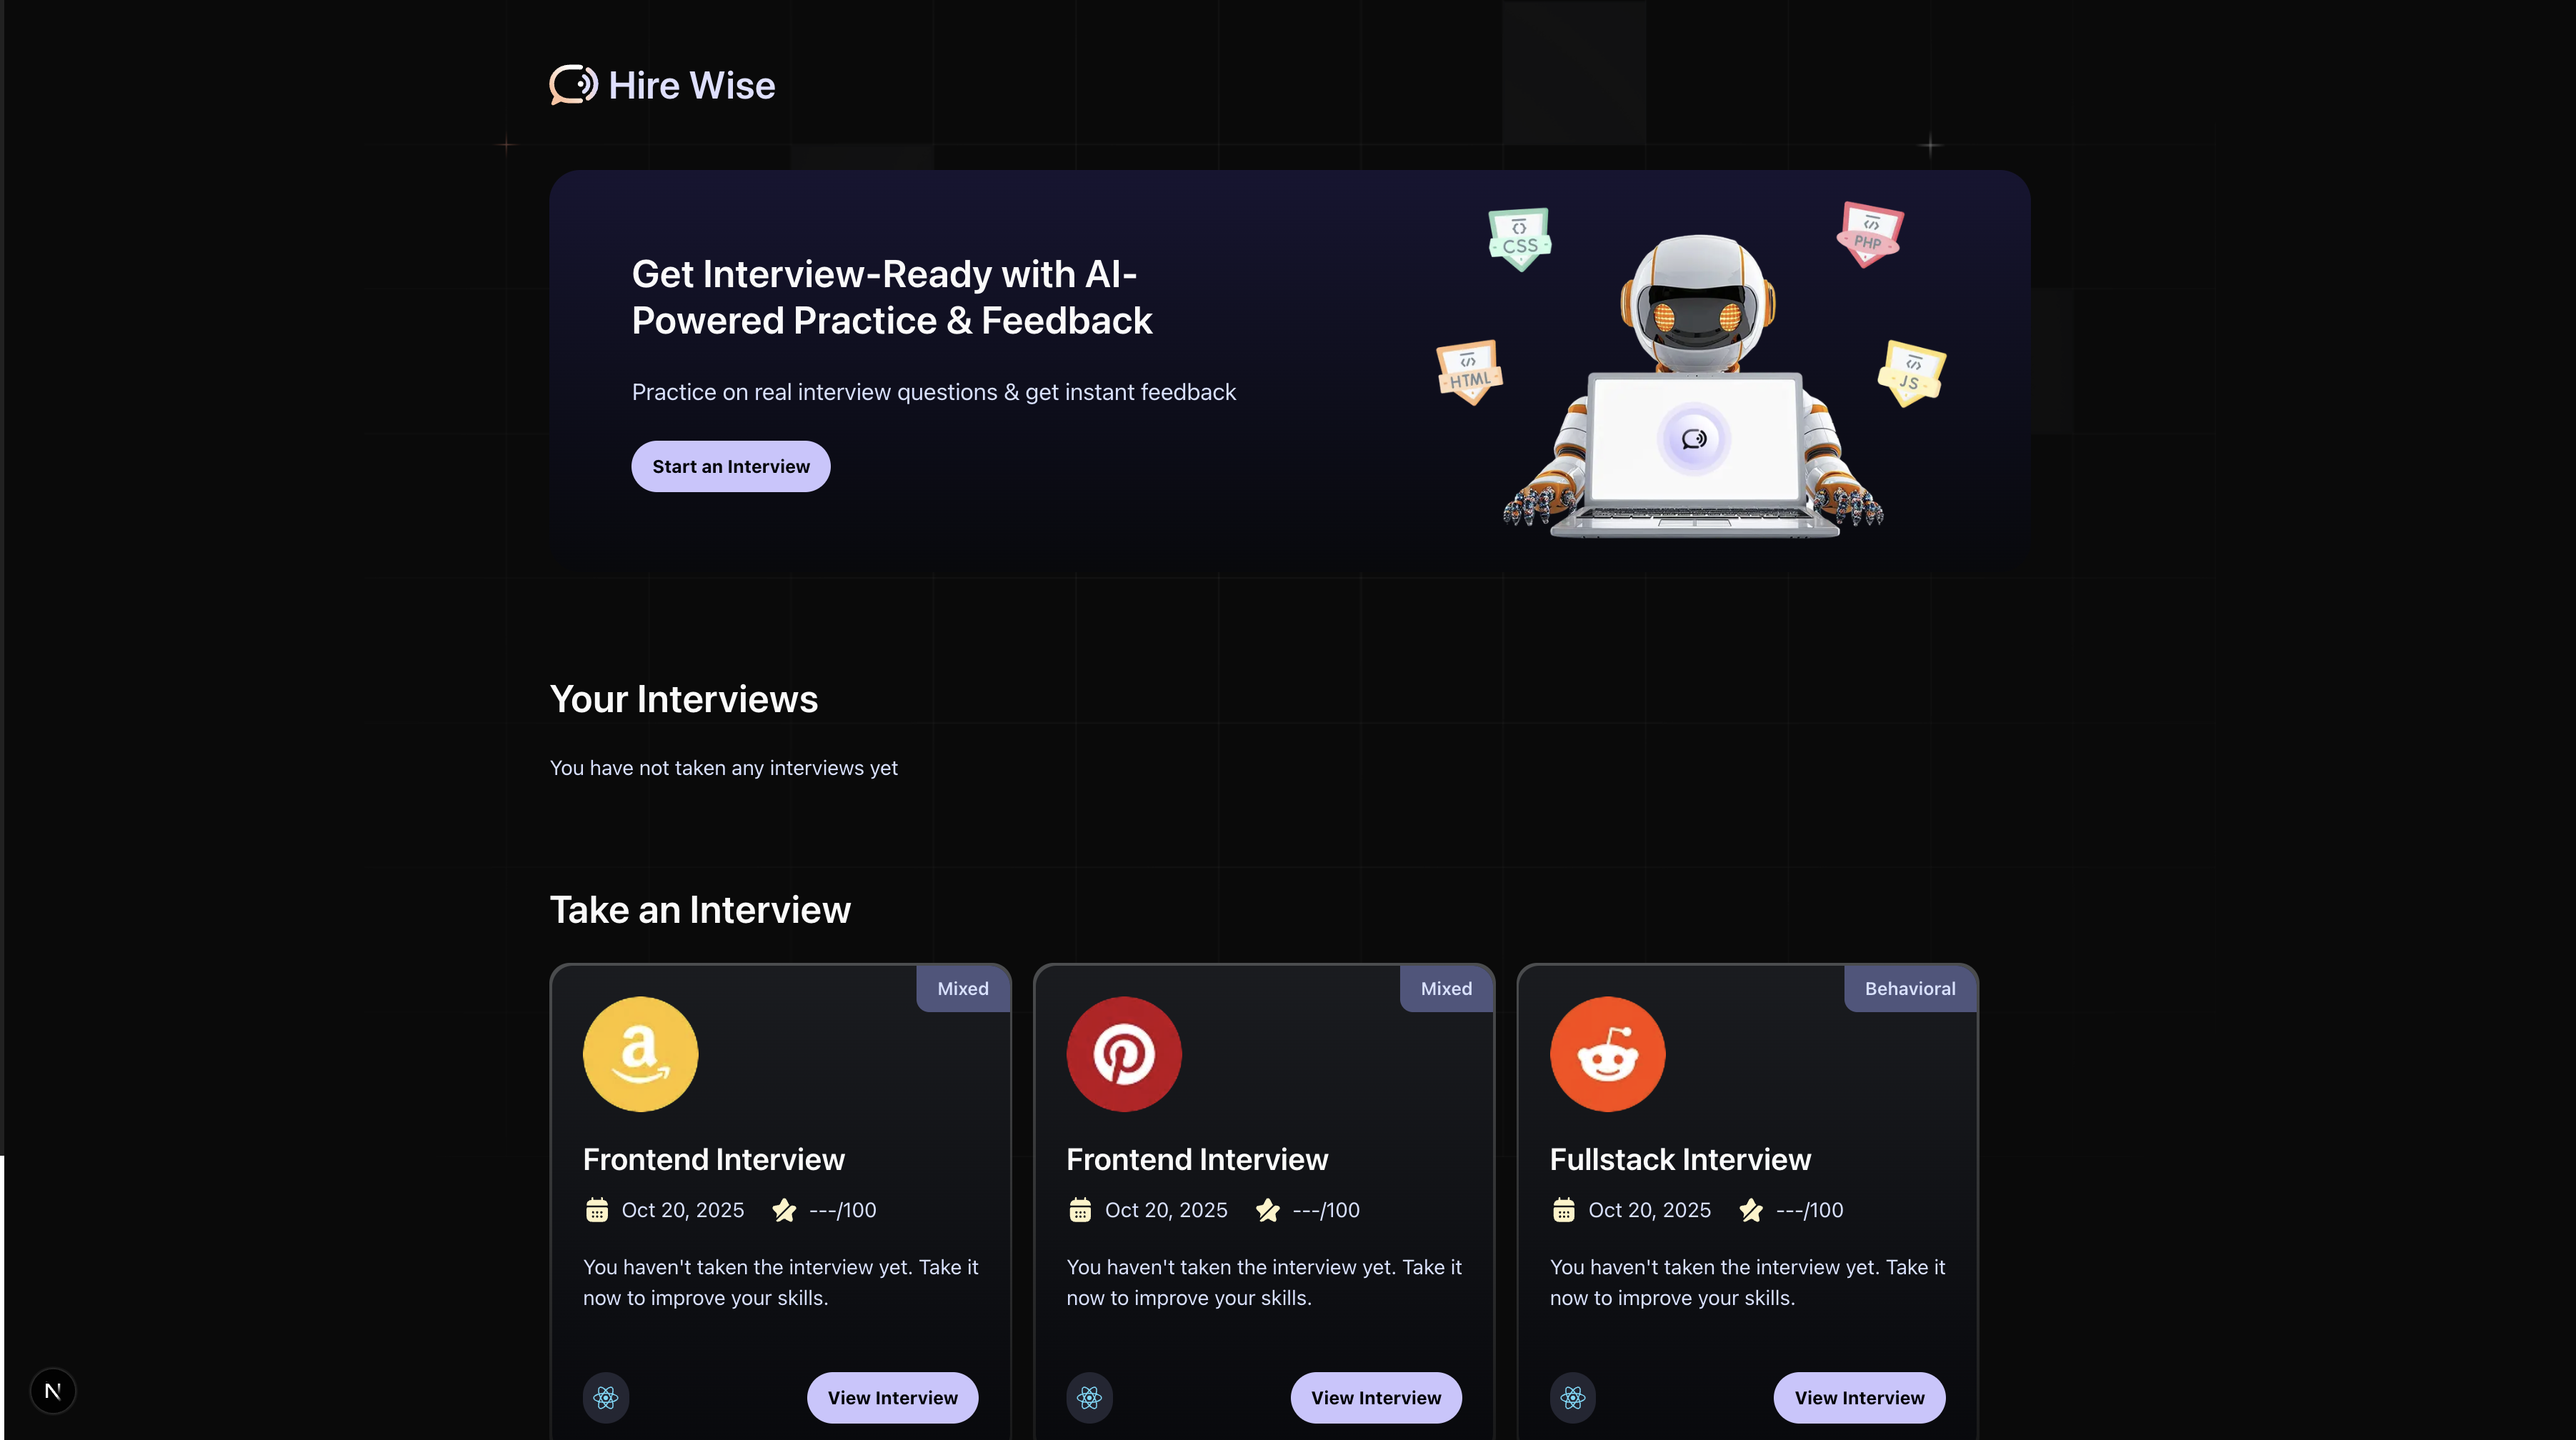 Hire Wise
Get Interview-Ready with AI-
Powered Practice & Feedback
Practice on real interview questions & get instant feedback
Start an Interview
CSS
PHP
HTML
JS
Your Interviews
You have not taken any interviews yet
Take an Interview
Mixed
a
Frontend Interview
Oct 20, 2025 ---/100
You haven't taken the interview yet. Take it
now to improve your skills.
View Interview
Mixed
Frontend Interview
Oct 20, 2025 ---/100
You haven't taken the interview yet. Take it
now to improve your skills.
View Interview
Behavioral
Fullstack Interview
Oct 20, 2025 ---/100
You haven't taken the interview yet. Take it
now to improve your skills.
View Interview
N